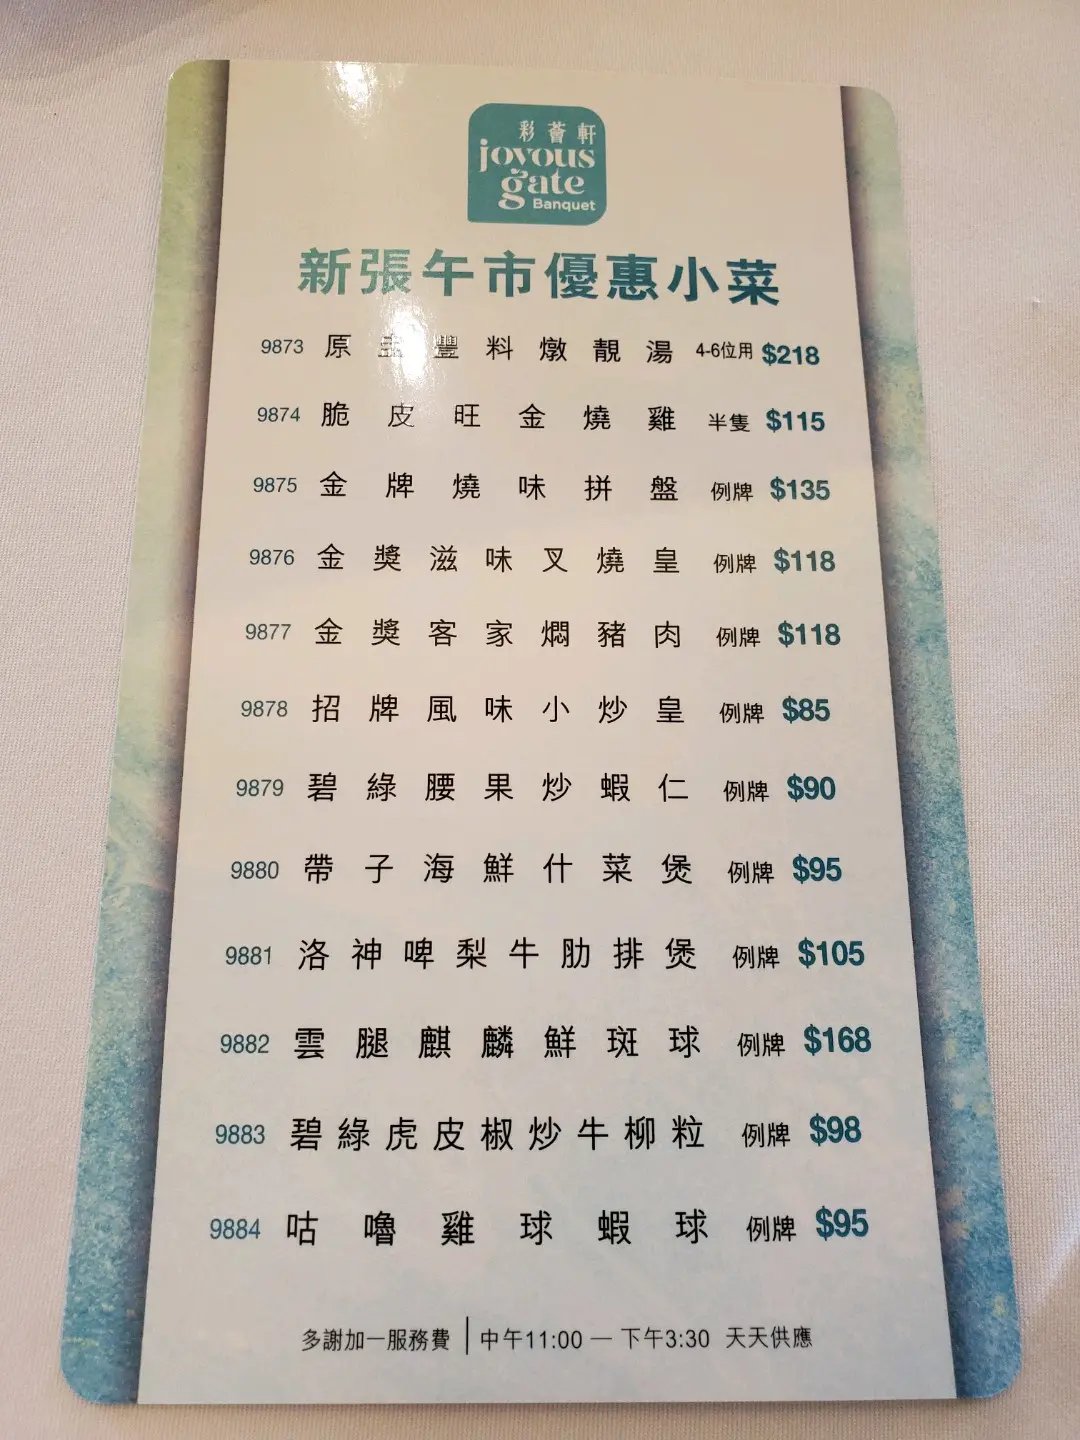 彩薈軒
joyous
gate
Banquet
新張午市優惠小菜
9873 原盅豐料燉靚湯 4-6位用 $218
9874 脆皮旺金燒雞 半隻 $115
9875 金牌燒味拼盤 例牌 $135
9876 金獎滋味叉燒皇 例牌 $118
9877 金獎客家燜豬肉 例牌 $118
9878 招牌風味小炒皇 例牌 $85
9879 碧綠腰果炒蝦仁 例牌 $90
9880 帶子海鮮什菜煲 例牌 $95
9881 洛神啤梨牛肋排煲 例牌 $105
9882 雲腿麒麟鮮斑球 例牌 $168
9883 碧綠虎皮椒炒牛柳粒 例牌 $98
9884 咕嚕雞球蝦球 例牌 $95
多謝加一服務費 | 中午11:00 — 下午3:30 天天供應